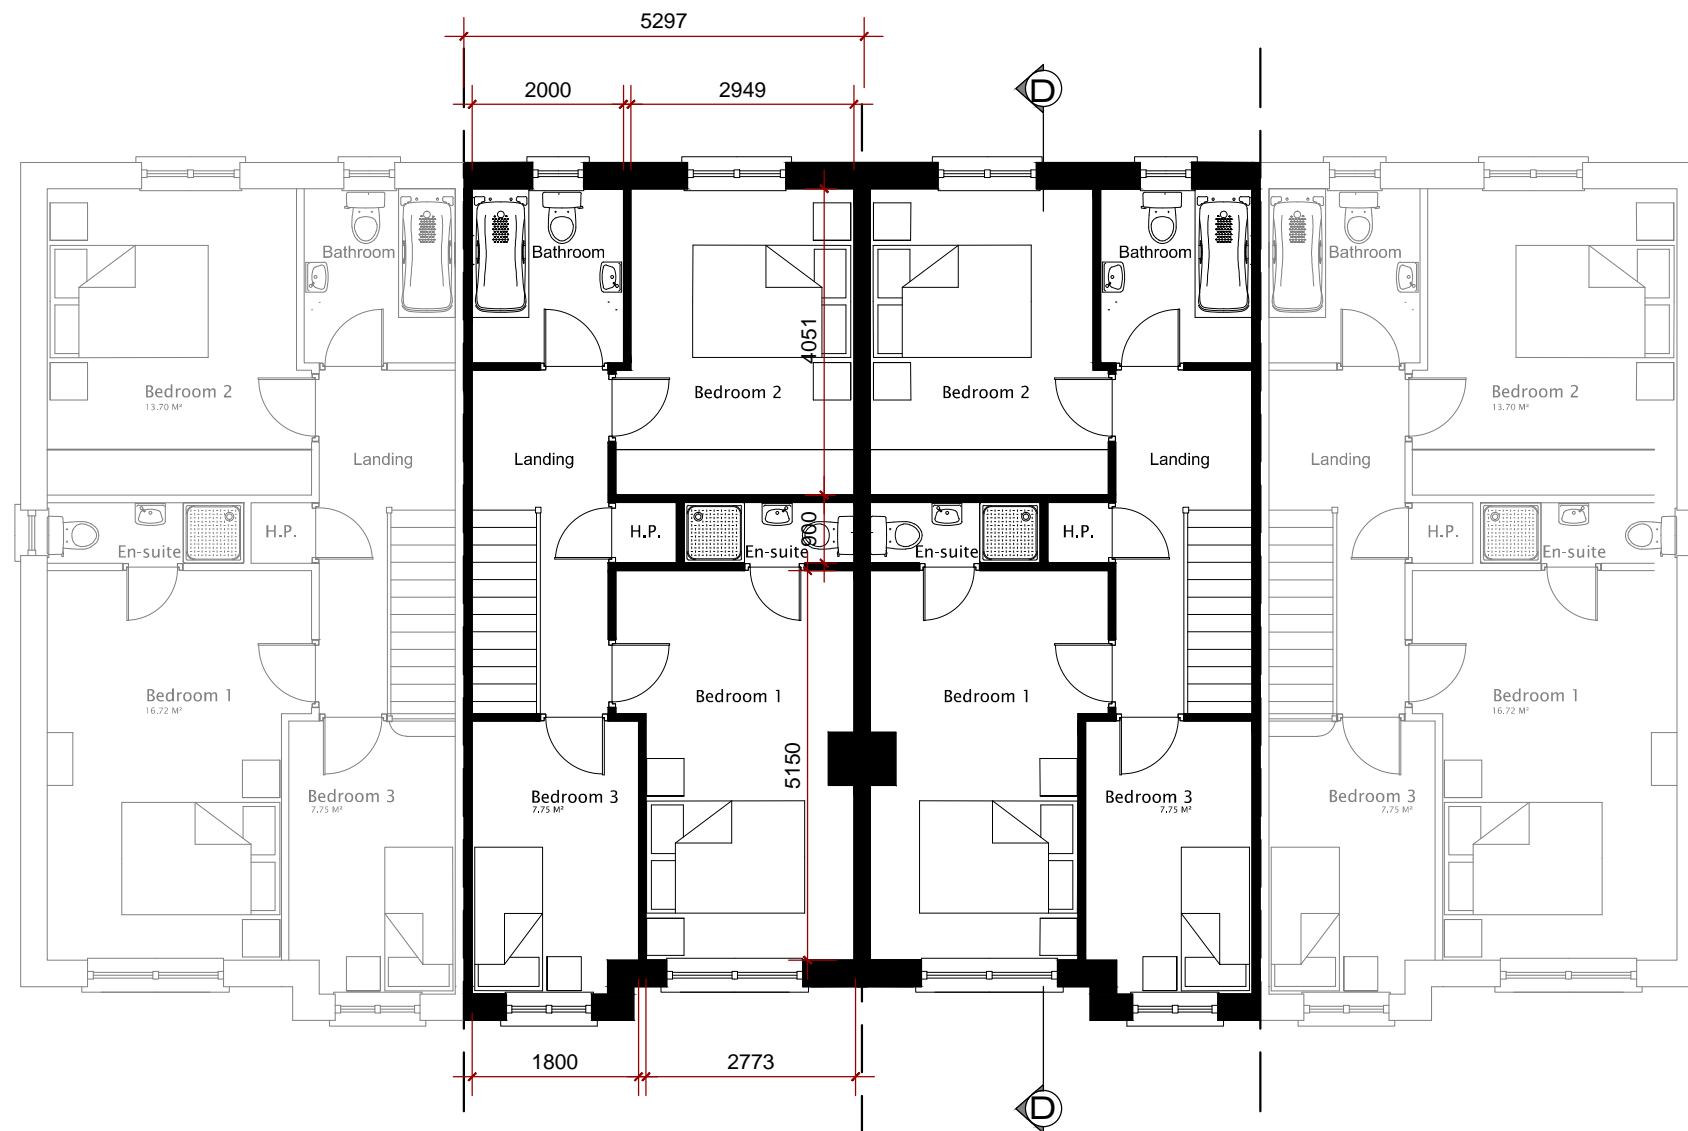 5297
2000
2949
D
Bathroom
Bathroom
Bathroom
Bathroom
4051
Bedroom 2
13.70 M²
Bedroom 2
Bedroom 2
Bedroom 2
13.70 M²
Landing
Landing
Landing
Landing
H.P.
H.P.
H.P.
H.P.
900
En-suite
En-suite
En-suite
En-suite
Bedroom 1
16.72 M²
Bedroom 1
Bedroom 1
Bedroom 1
16.72 M²
5150
Bedroom 3
7.75 M²
Bedroom 3
7.75 M²
Bedroom 3
7.75 M²
Bedroom 3
7.75 M²
1800
2773
D